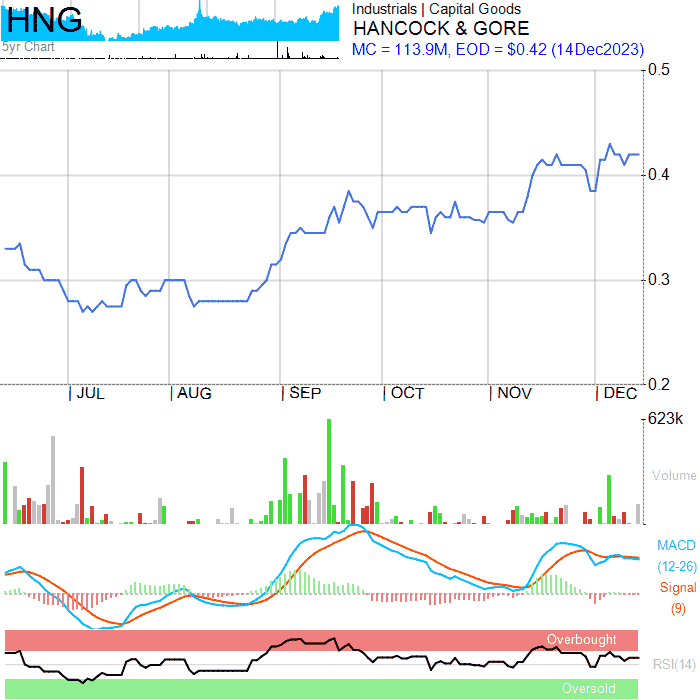 HNG
5yr Chart
Industrials | Capital Goods
HANCOCK & GORE
MC = 113.9M, EOD = $0.42 (14Dec2023)
0.5
0.4
0.3
0.2
JUL AUG SEP OCT NOV DEC
623k
Volume
MACD
(12-26)
Signal
(9)
Overbought
RSI(14)
Oversold